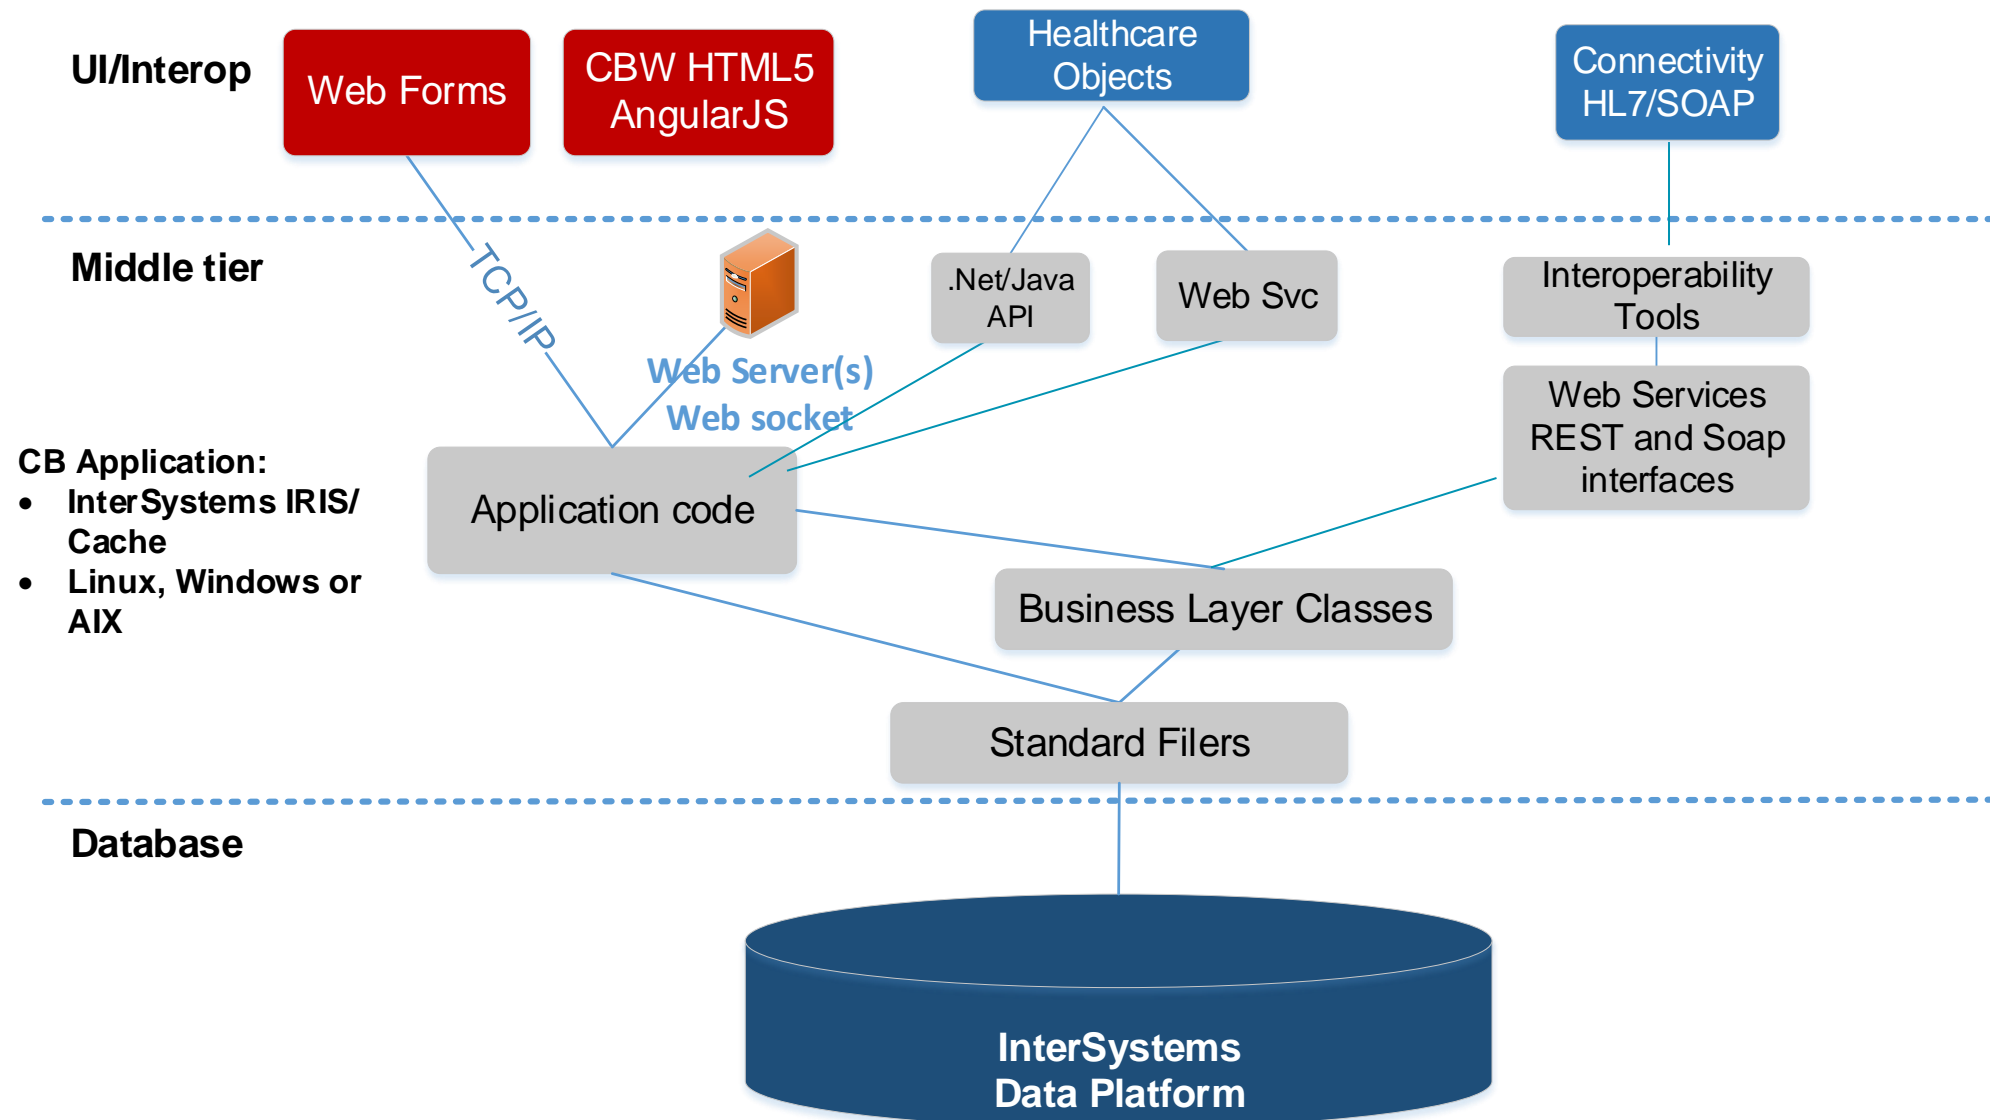 UI/Interop
Web Forms
CBW HTML5
AngularJS
Healthcare
Objects
Connectivity
HL7/SOAP
Middle tier
TCP/IP
.Net/Java
API
Web Svc
Interoperability
Tools
Web Server(s)
Web socket
Web Services
REST and Soap
interfaces
CB Application:
• InterSystems IRIS/
Cache
• Linux, Windows or
AIX
Application code
Business Layer Classes
Standard Filers
Database
InterSystems
Data Platform